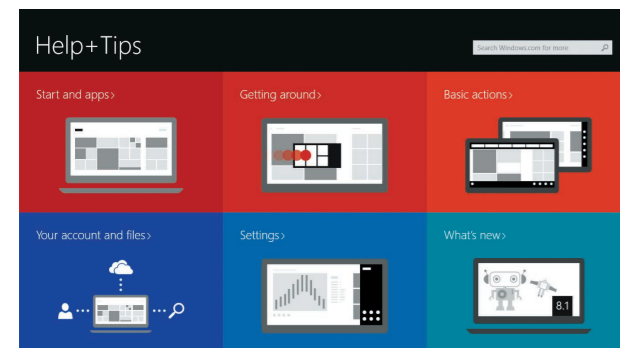 Help+Tips
Search Windows.com for more
Start and apps›
Getting around›
Basic actions›
Your account and files›
Settings›
What's new›
8.1